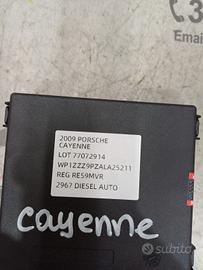 2009 PORSCHE
CAYENNE
LOT 77072914
WP1ZZZ9PZALA25211
REG RE59MVR
2967 DIESEL AUTO
cayenne
subito